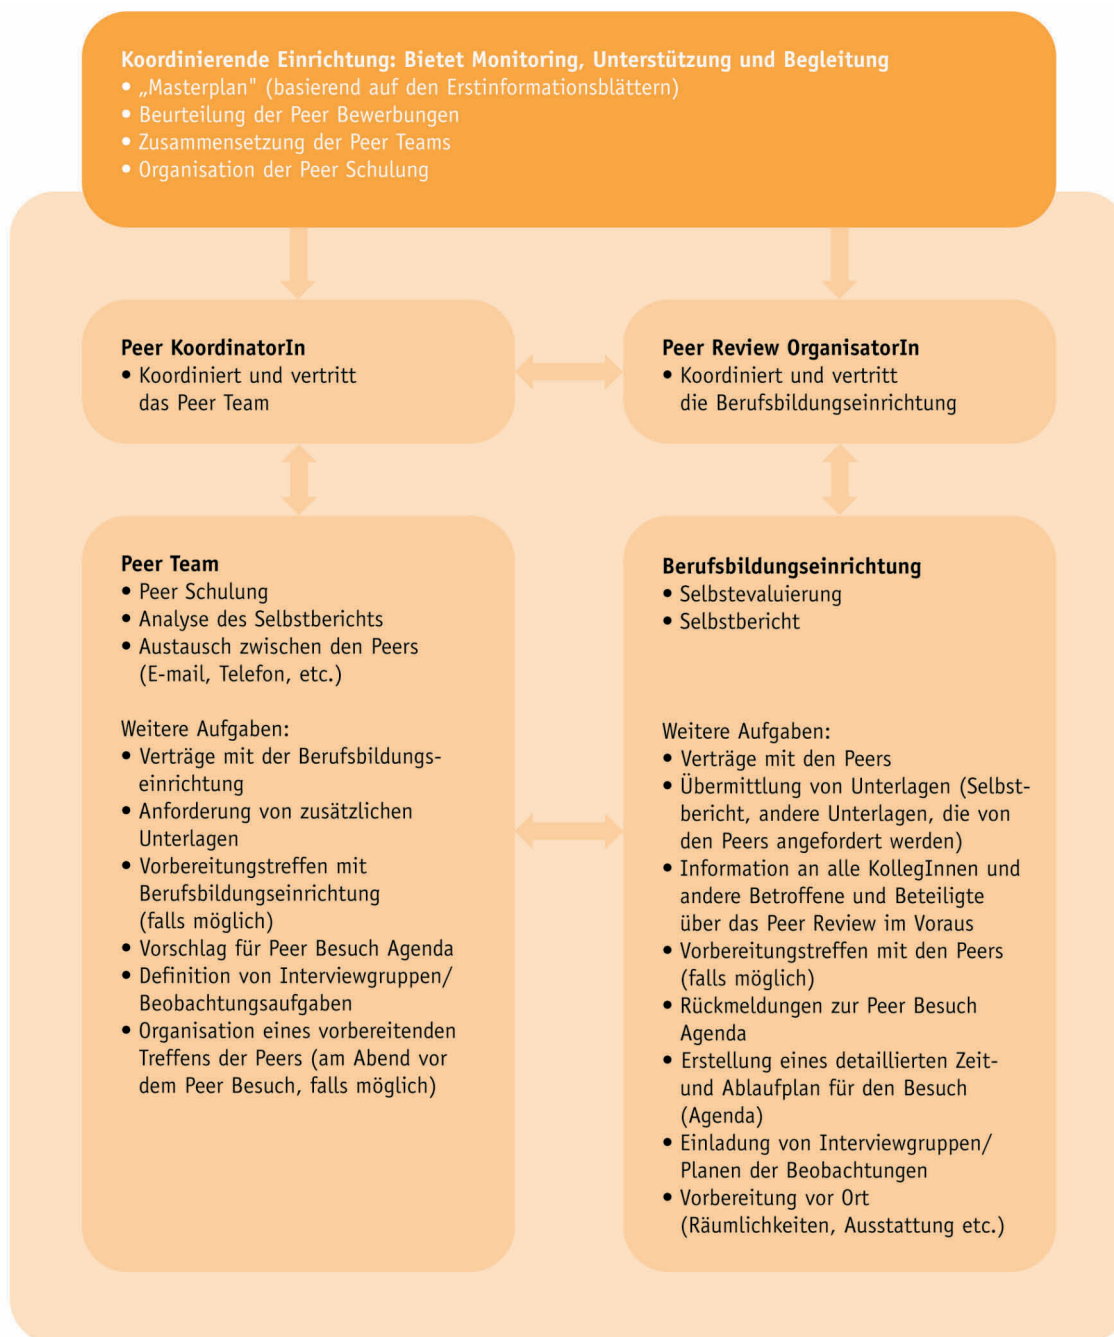 Koordinierende Einrichtung: Bietet Monitoring, Unterstützung und Begleitung
• „Masterplan" (basierend auf den Erstinformationsblättern)
• Beurteilung der Peer Bewerbungen
• Zusammensetzung der Peer Teams
• Organisation der Peer Schulung
Peer KoordinatorIn
• Koordiniert und vertritt
das Peer Team
Peer Review OrganisatorIn
• Koordiniert und vertritt
die Berufsbildungseinrichtung
Peer Team
• Peer Schulung
• Analyse des Selbstberichts
• Austausch zwischen den Peers
(E-mail, Telefon, etc.)
Weitere Aufgaben:
• Verträge mit der Berufsbildungs-
einrichtung
• Anforderung von zusätzlichen
Unterlagen
• Vorbereitungstreffen mit
Berufsbildungseinrichtung
(falls möglich)
• Vorschlag für Peer Besuch Agenda
• Definition von Interviewgruppen/
Beobachtungsaufgaben
• Organisation eines vorbereitenden
Treffens der Peers (am Abend vor
dem Peer Besuch, falls möglich)
Berufsbildungseinrichtung
• Selbstevaluierung
• Selbstbericht
Weitere Aufgaben:
• Verträge mit den Peers
• Übermittlung von Unterlagen (Selbst-
bericht, andere Unterlagen, die von
den Peers angefordert werden)
• Information an alle KollegInnen und
andere Betroffene und Beteiligte
über das Peer Review im Voraus
• Vorbereitungstreffen mit den Peers
(falls möglich)
• Rückmeldungen zur Peer Besuch
Agenda
• Erstellung eines detaillierten Zeit-
und Ablaufplan für den Besuch
(Agenda)
• Einladung von Interviewgruppen/
Planen der Beobachtungen
• Vorbereitung vor Ort
(Räumlichkeiten, Ausstattung etc.)